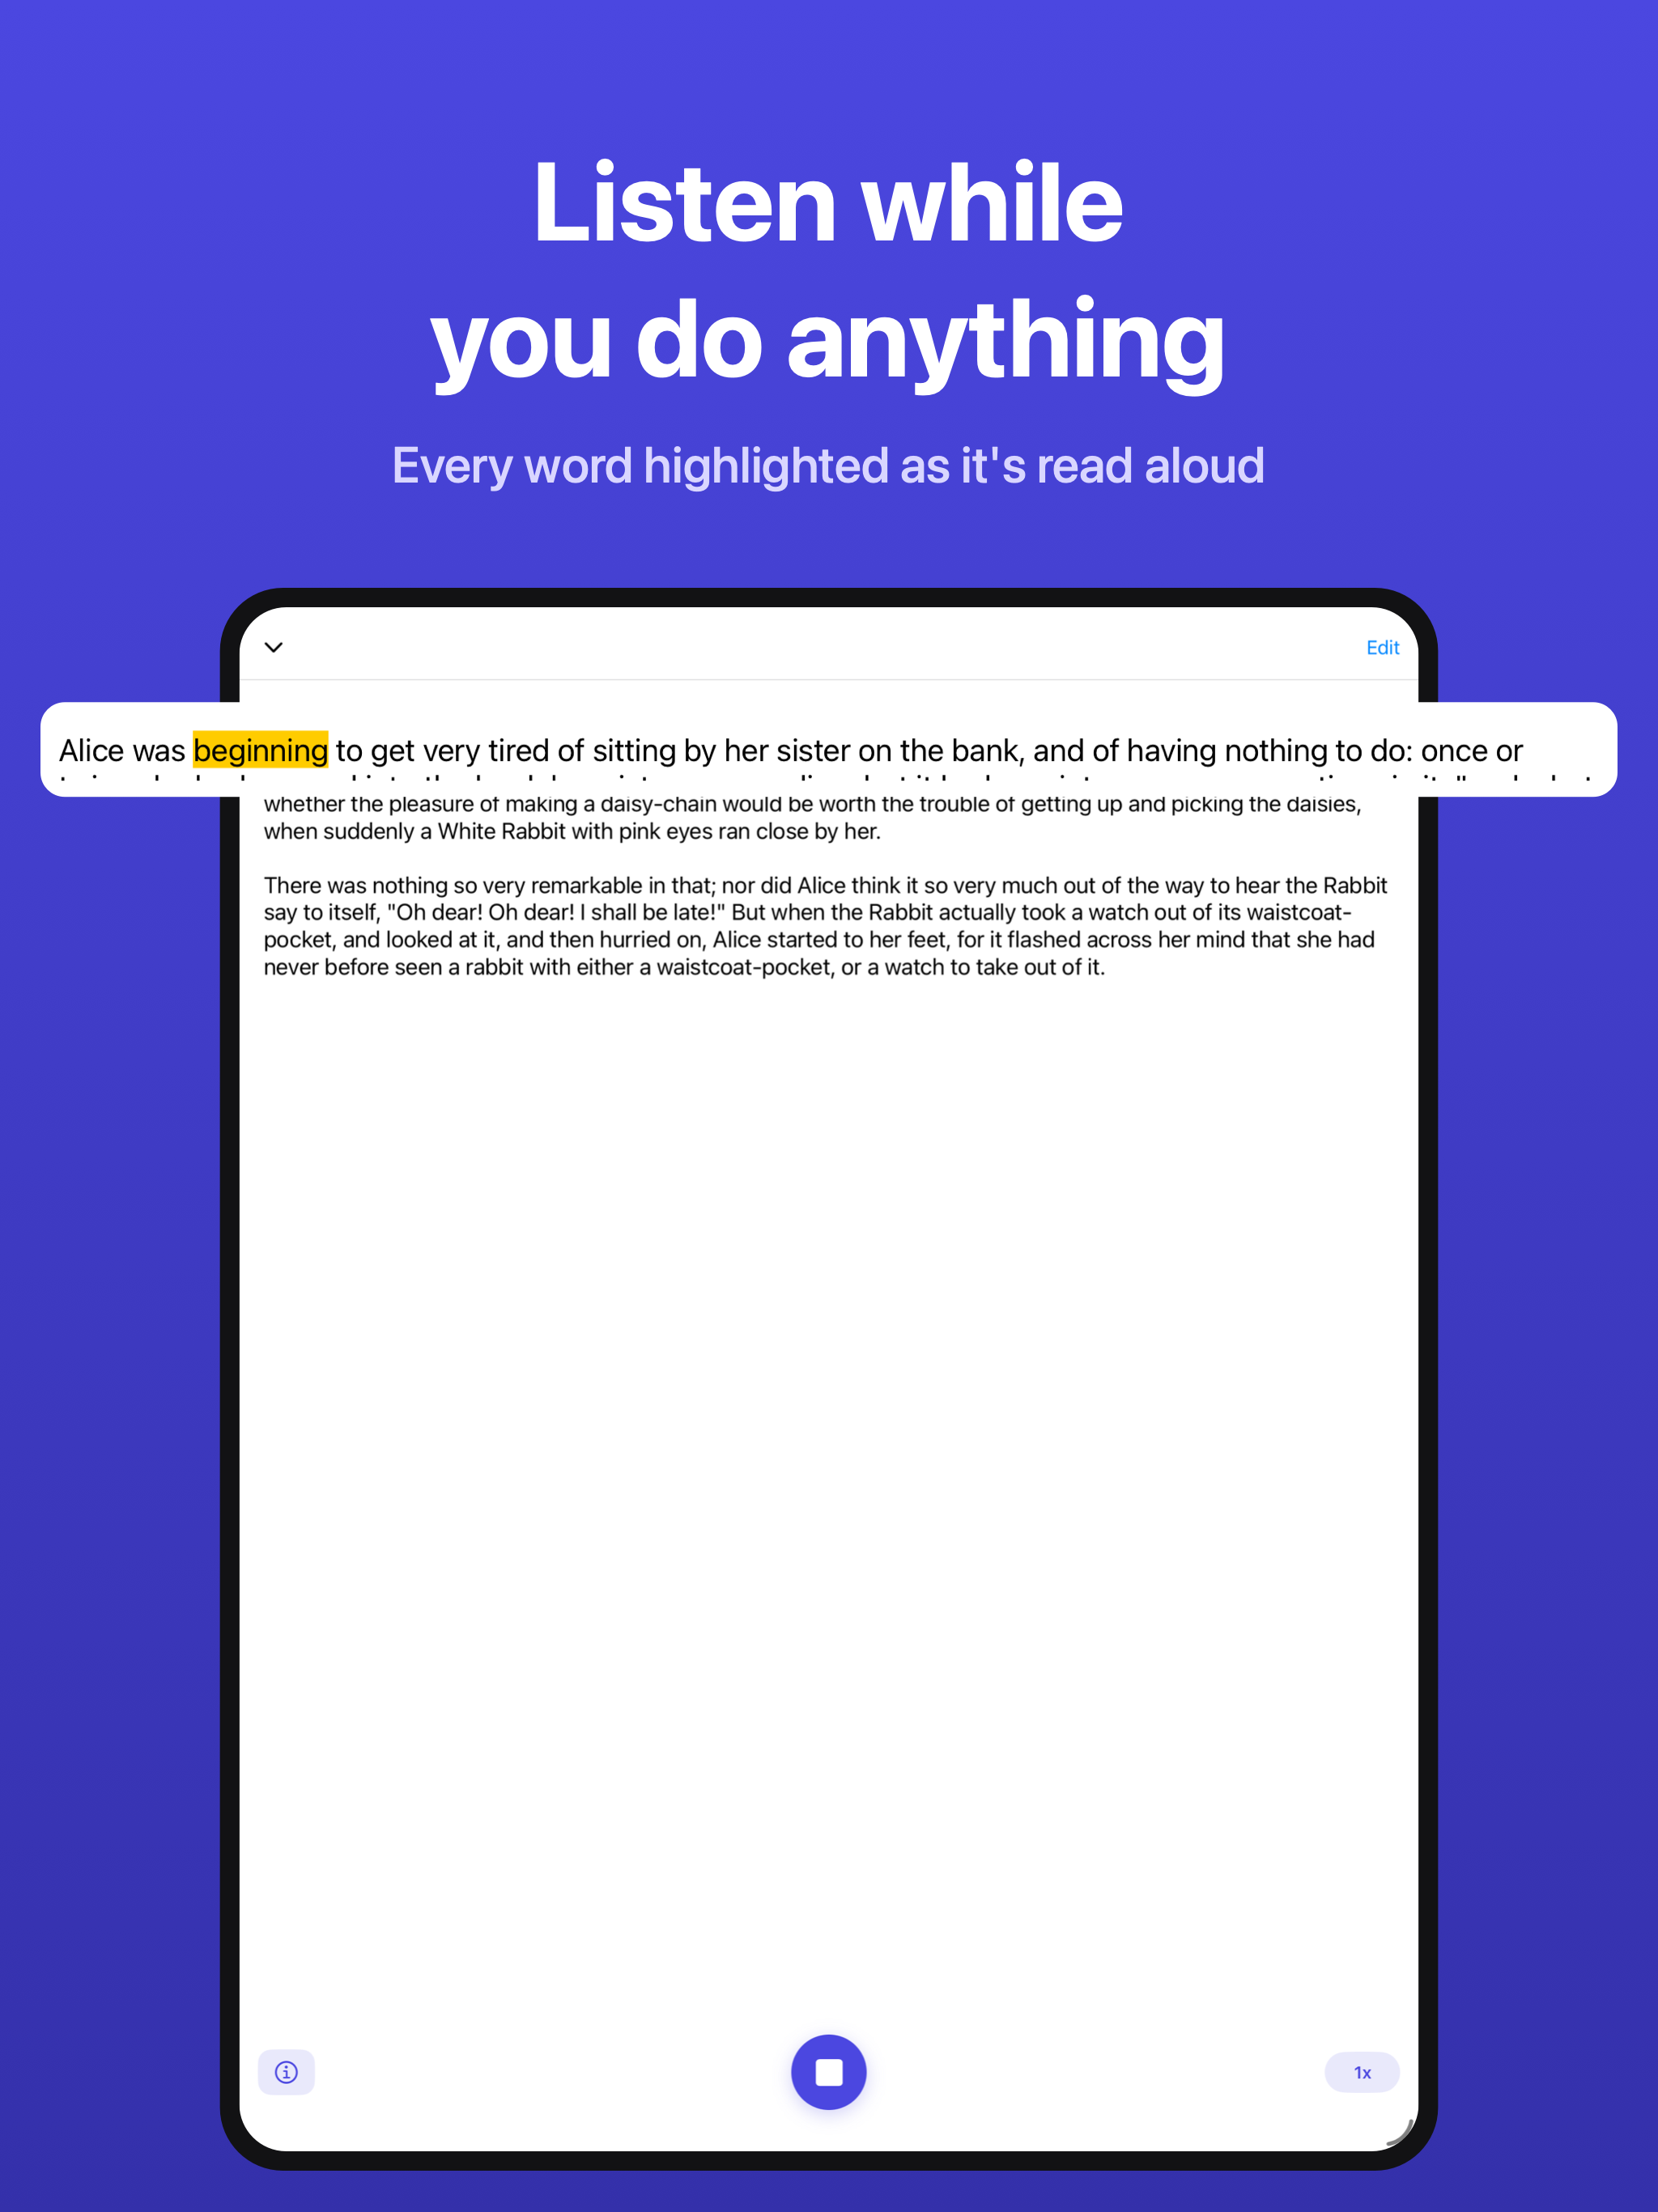 Listen while
you do anything
Every word highlighted as it's read aloud
Edit
Alice was beginning to get very tired of sitting by her sister on the bank, and of having nothing to do: once or
whether the pleasure of making a daisy-chain would be worth the trouble of getting up and picking the daisies,
when suddenly a White Rabbit with pink eyes ran close by her.
There was nothing so very remarkable in that; nor did Alice think it so very much out of the way to hear the Rabbit
say to itself, "Oh dear! Oh dear! I shall be late!" But when the Rabbit actually took a watch out of its waistcoat-
pocket, and looked at it, and then hurried on, Alice started to her feet, for it flashed across her mind that she had
never before seen a rabbit with either a waistcoat-pocket, or a watch to take out of it.
1x